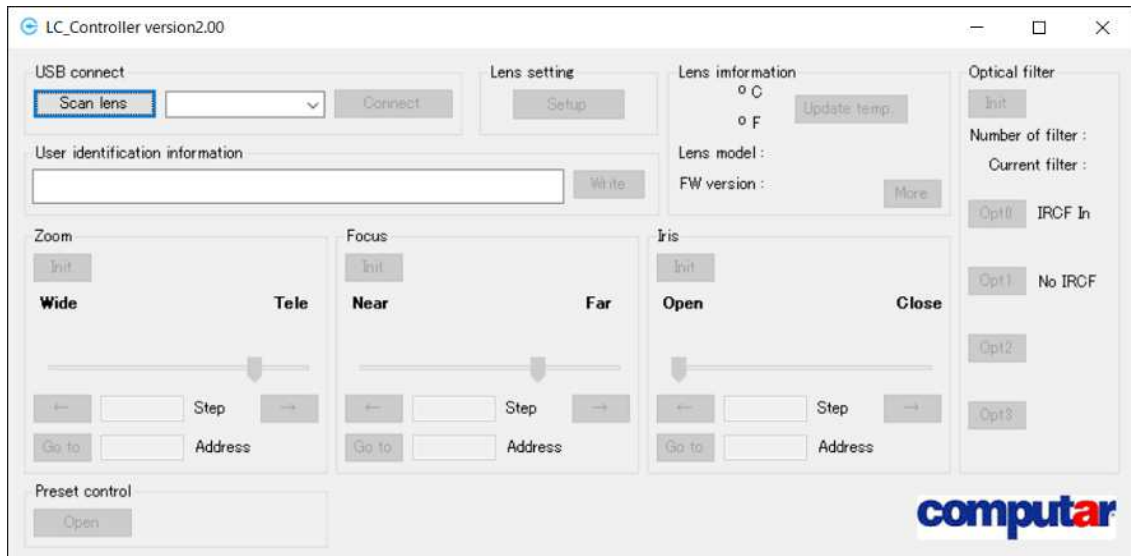 LC_Controller version2.00
USB connect
Scan lens
Connect
Lens setting
Setup
Lens imformation
° C
° F
Update temp.
Lens model :
FW version :
More
Optical filter
Init
Number of filter :
Current filter :
Opt0 IRCF In
Opt1 No IRCF
Opt2
Opt3
User identification information
Write
Zoom
Init
Wide Tele
← Step →
Go to Address
Focus
Init
Near Far
← Step →
Go to Address
Iris
Init
Open Close
← Step →
Go to Address
Preset control
Open
computar